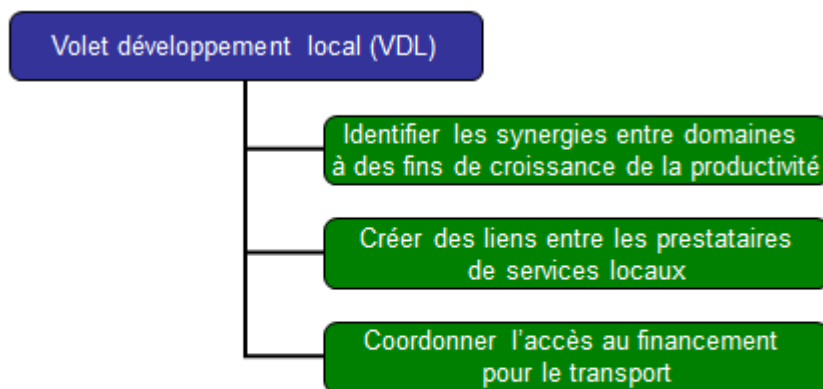 Volet développement local (VDL)
Identifier les synergies entre domaines
à des fins de croissance de la productivité
Créer des liens entre les prestataires
de services locaux
Coordonner l'accès au financement
pour le transport